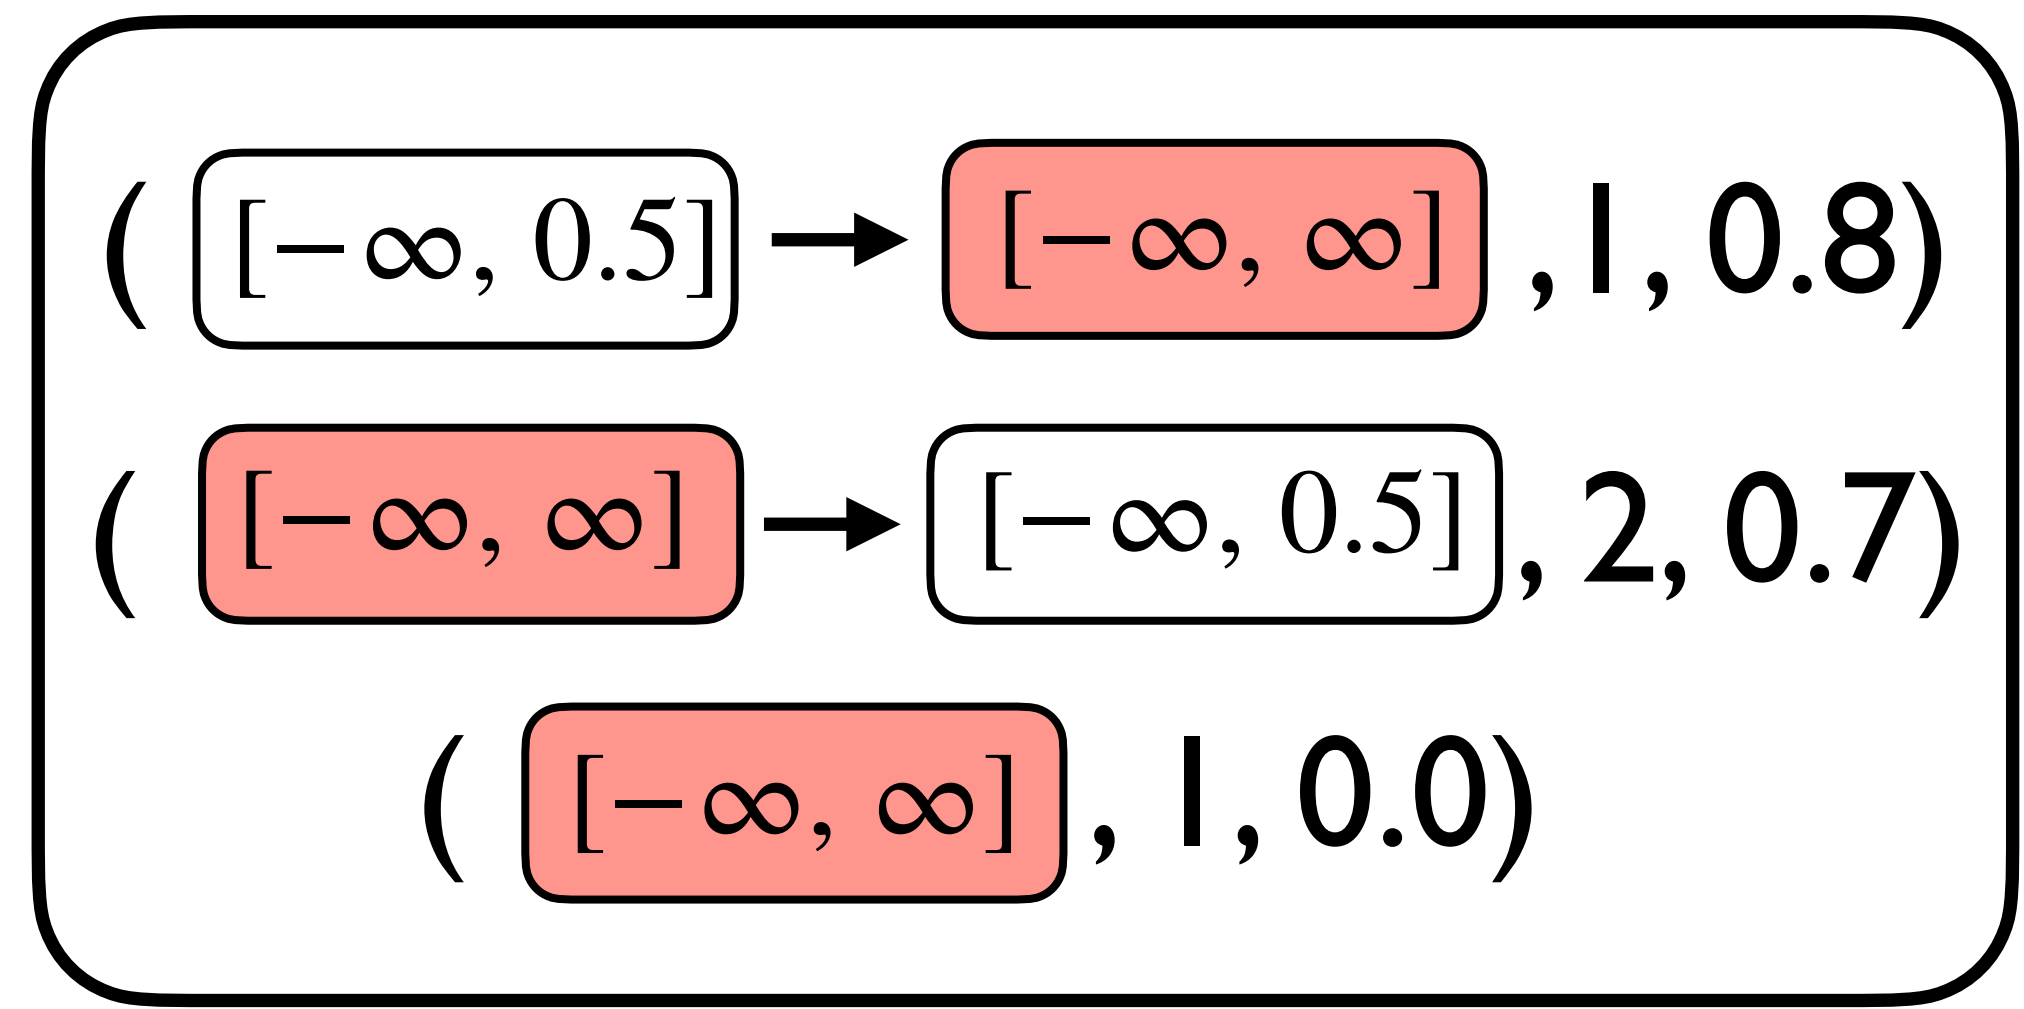 ( [−∞, 0.5] → [−∞, ∞] , 1, 0.8)
( [−∞, ∞] → [−∞, 0.5] , 2, 0.7)
( [−∞, ∞] , 1, 0.0)